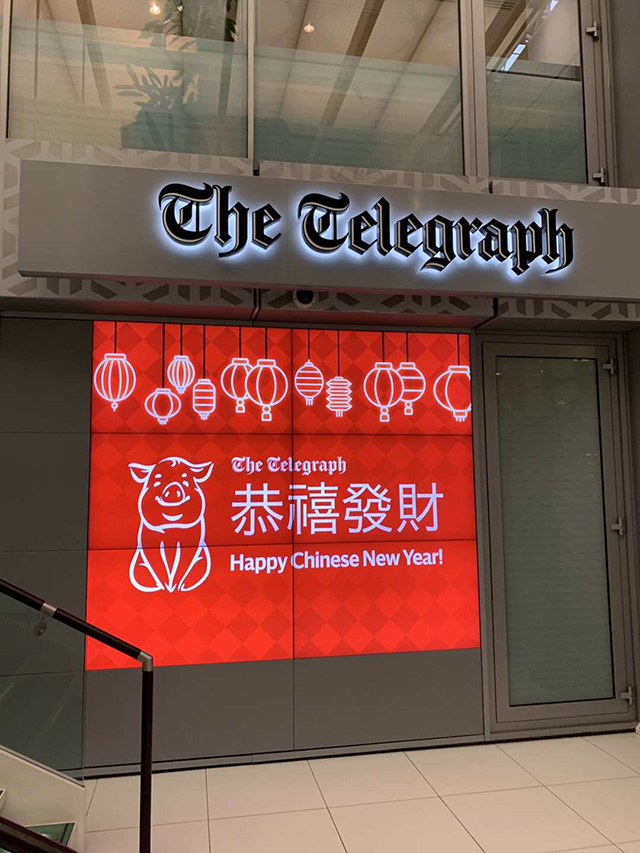 The Telegraph
The Telegraph
恭禧發財
Happy Chinese New Year!